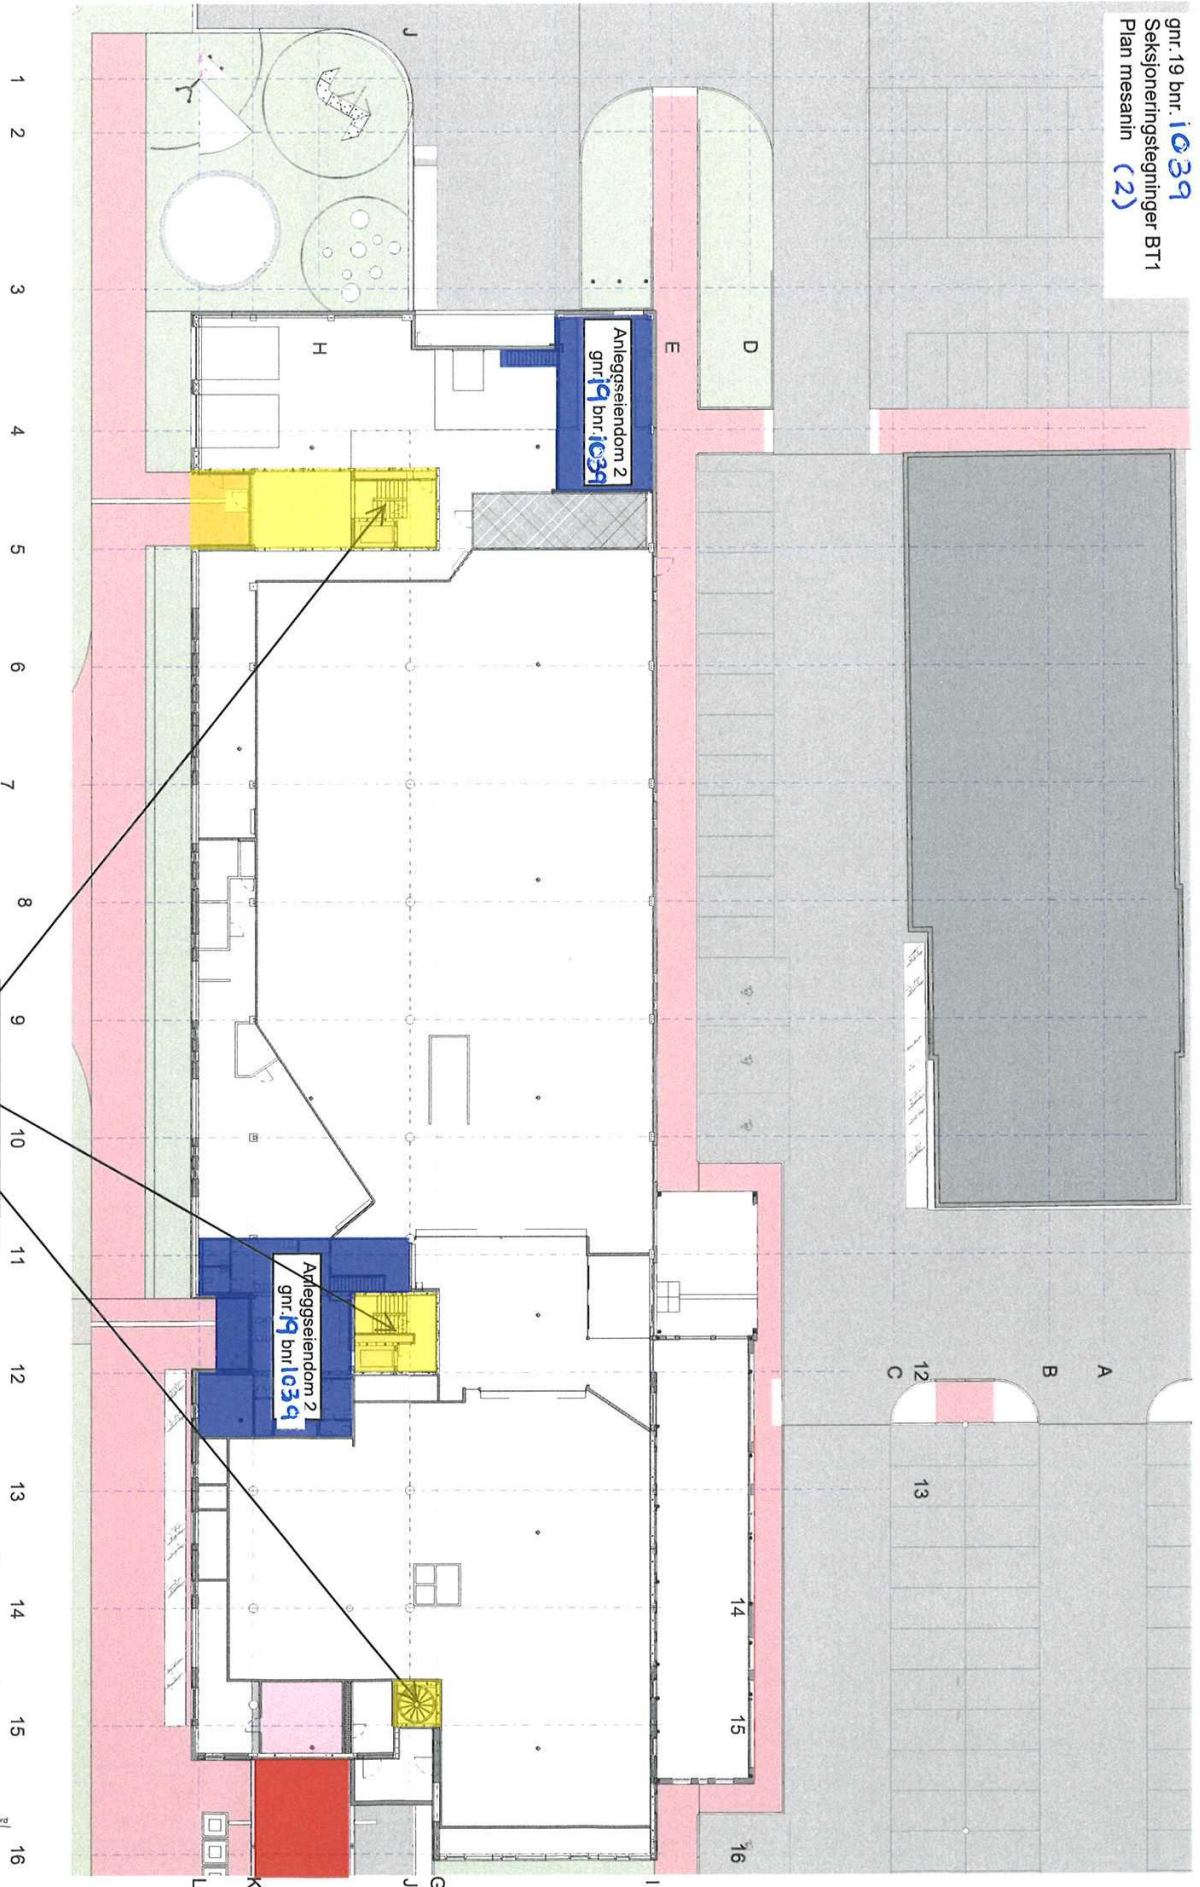 gnr.19 bnr. 1039
Seksjoneringstegninger BT1
Plan mesanin (2)
J
1
2
3
4
5
6
7
8
9
10
11
12
13
14
15
16
H
E
D
Anleggseiendom 2
gnr.19 bnr.1039
Anleggseiendom 2
gnr.19 bnr.1039
A
B
C
12
13
14
15
16
I
G
J
K
L